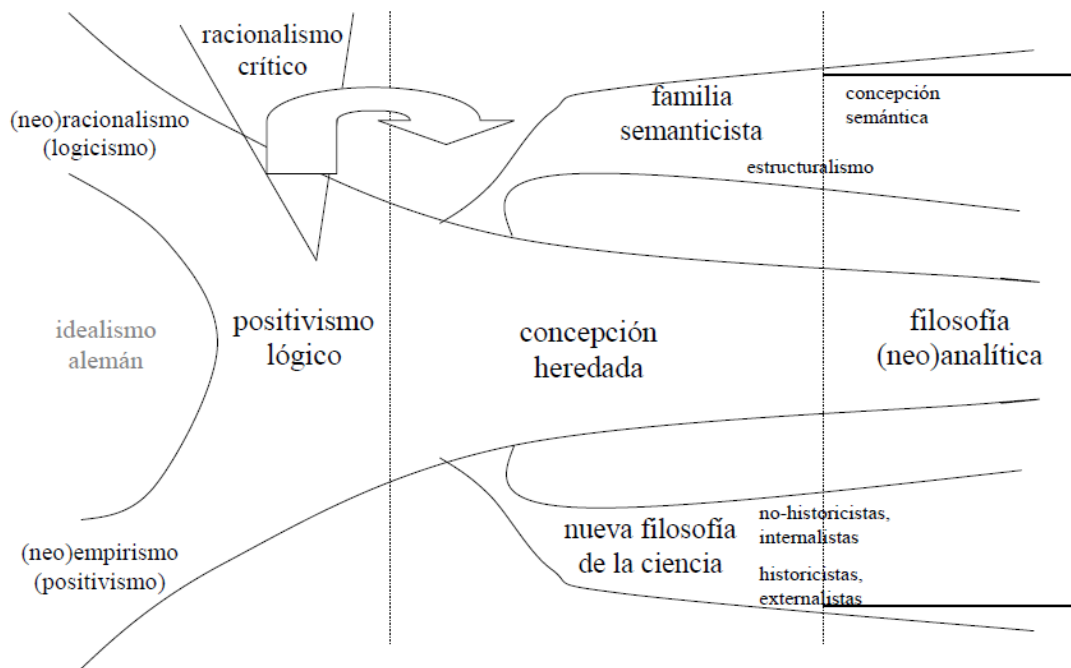 racionalismo
crítico
(neo)racionalismo
(logicismo)
familia
semanticista
concepción
semántica
estructuralismo
idealismo
alemán
positivismo
lógico
concepción
heredada
filosofía
(neo)analítica
(neo)empirismo
(positivismo)
nueva filosofía
de la ciencia
no-historicistas,
internalistas
historicistas,
externalistas